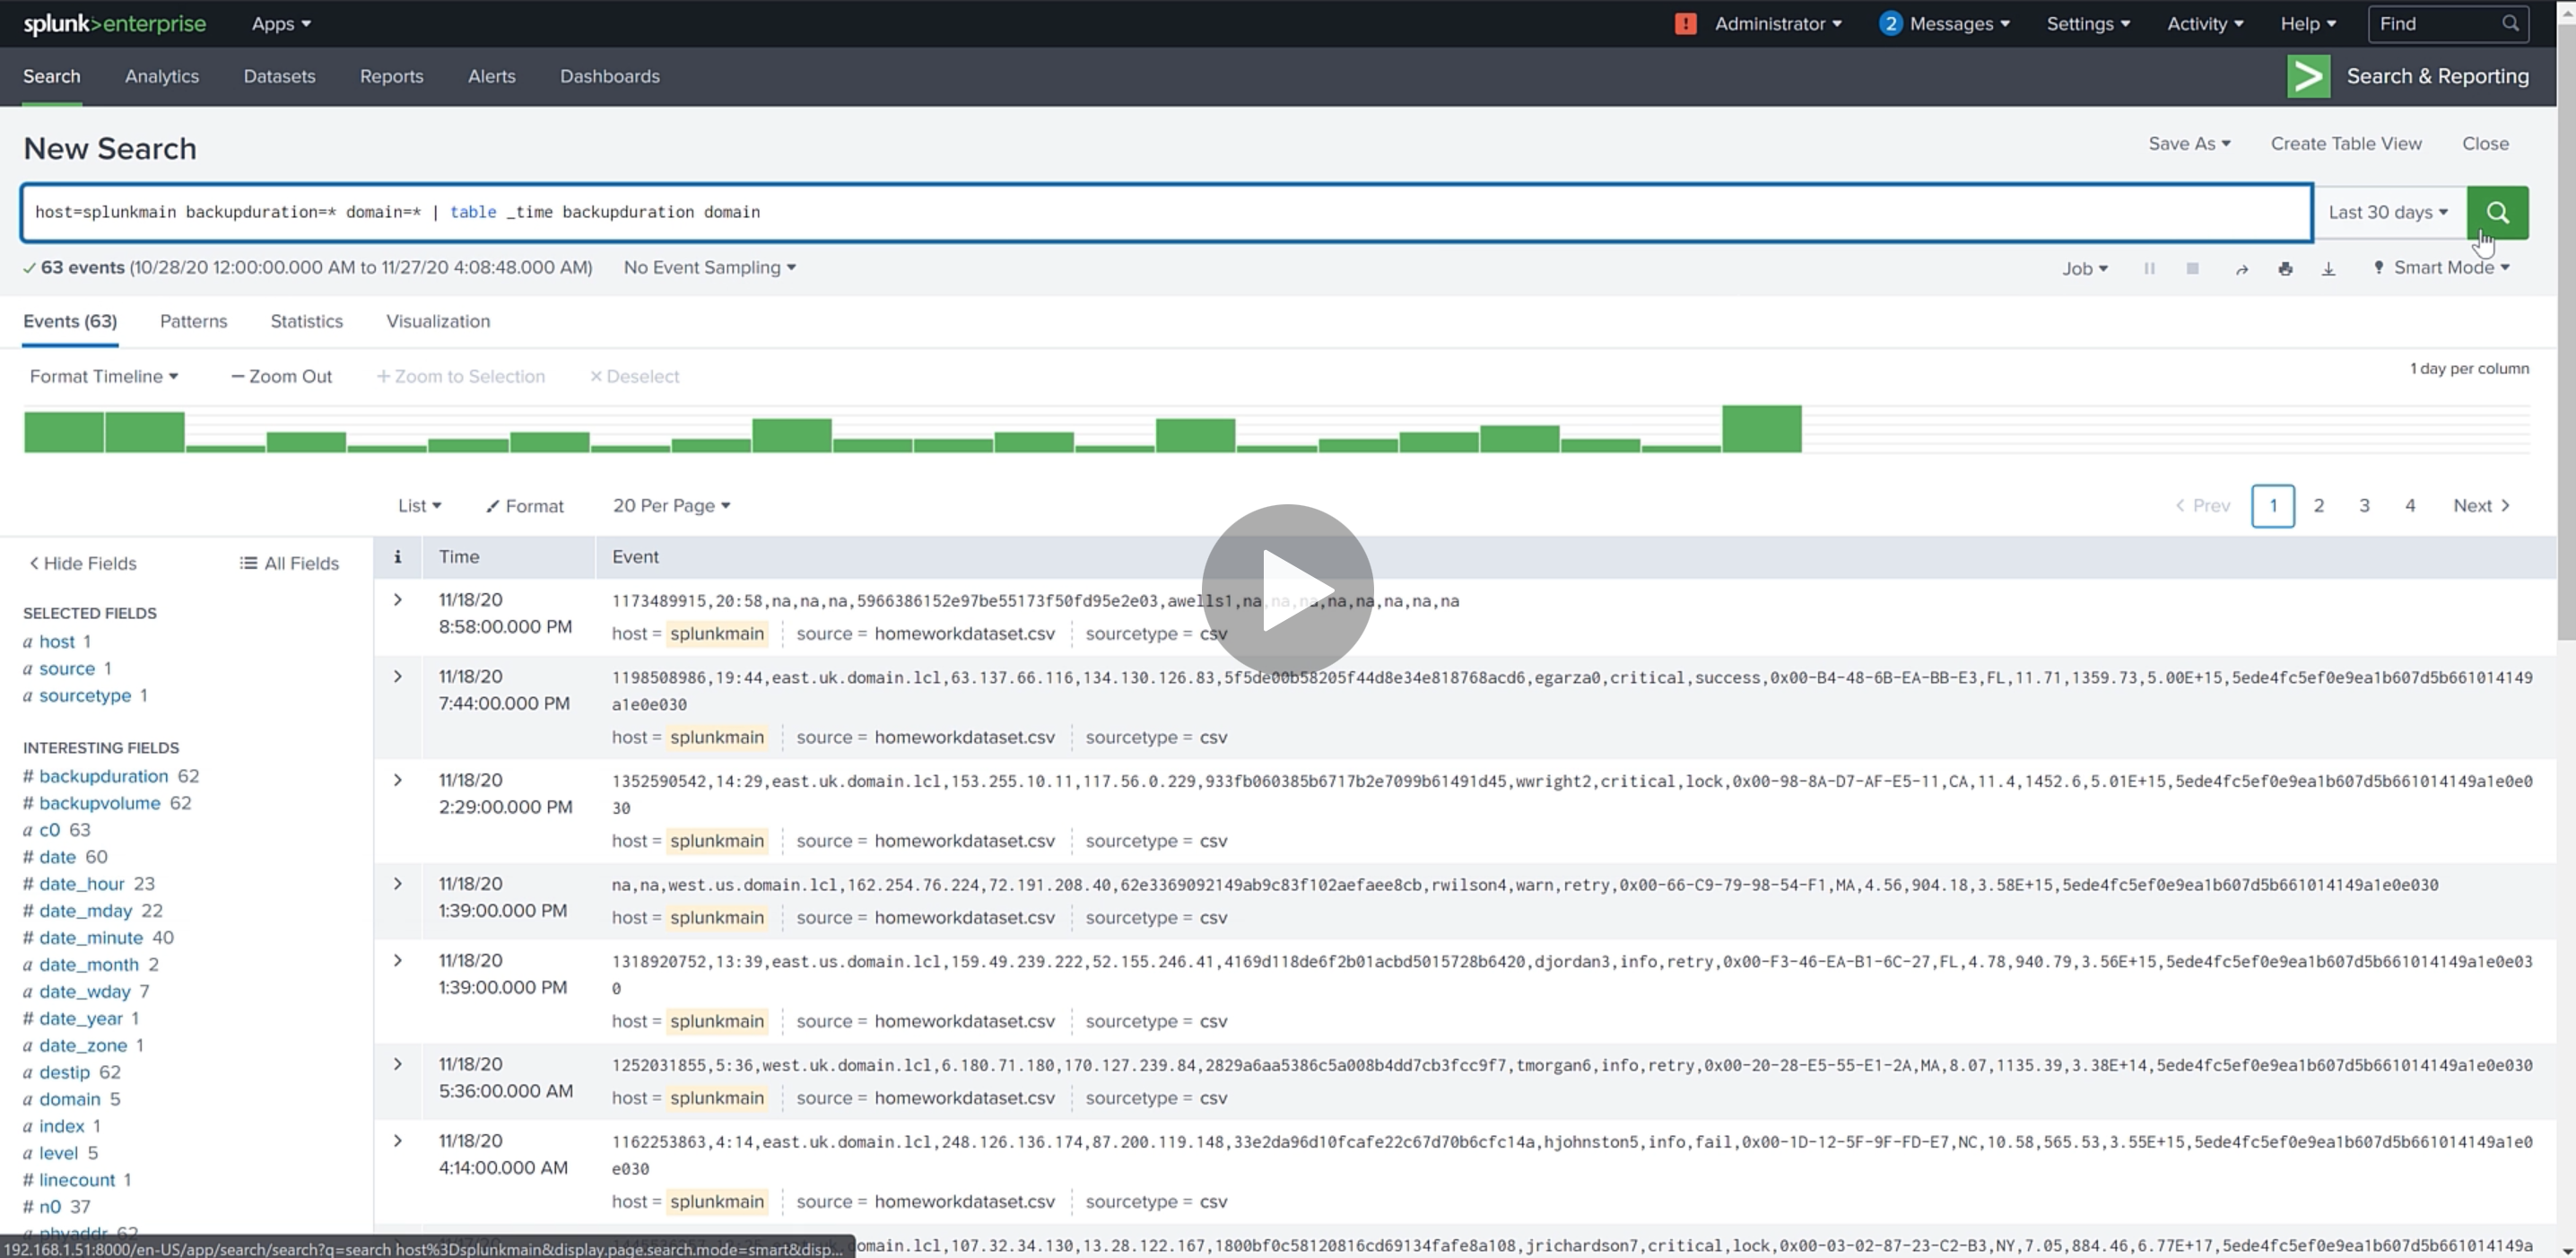 splunk>enterprise Apps Administrator 2 Messages Settings Activity Help Find
Search Analytics Datasets Reports Alerts Dashboards Search & Reporting
New Search Save As Create Table View Close
host=splunkmain backupduration=* domain=* | table _time backupduration domain Last 30 days
63 events (10/28/20 12:00:00.000 AM to 11/27/20 4:08:48.000 AM) No Event Sampling Job Smart Mode
Events (63) Patterns Statistics Visualization
Format Timeline — Zoom Out + Zoom to Selection × Deselect 1 day per column
List Format 20 Per Page < Prev 1 2 3 4 Next >
< Hide Fields All Fields
SELECTED FIELDS
a host 1
a source 1
a sourcetype 1
INTERESTING FIELDS
# backupduration 62
# backupvolume 62
a c0 63
# date 60
# date_hour 23
# date_mday 22
# date_minute 40
a date_month 2
a date_wday 7
# date_year 1
a date_zone 1
a destip 62
a domain 5
a index 1
a level 5
# linecount 1
# n0 37
a phyaddr 62
i Time Event
11/18/20
8:58:00.000 PM
1173489915,20:58,na,na,na,5966386152e97be55173f50fd95e2e03,awells1,na,na,na,na,na,na,na,na
host = splunkmain source = homeworkdataset.csv sourcetype = csv
11/18/20
7:44:00.000 PM
1198508986,19:44,east.uk.domain.lcl,63.137.66.116,134.130.126.83,5f5de00b58205f44d8e34e818768acd6,egarza0,critical,success,0x00-B4-48-6B-EA-BB-E3,FL,11.71,1359.73,5.00E+15,5ede4fc5ef0e9ea1b607d5b661014149
a1e0e030
host = splunkmain source = homeworkdataset.csv sourcetype = csv
11/18/20
2:29:00.000 PM
1352590542,14:29,east.uk.domain.lcl,153.255.10.11,117.56.0.229,933fb060385b6717b2e7099b61491d45,wwright2,critical,lock,0x00-98-8A-D7-AF-E5-11,CA,11.4,1452.6,5.01E+15,5ede4fc5ef0e9ea1b607d5b661014149a1e0e0
30
host = splunkmain source = homeworkdataset.csv sourcetype = csv
11/18/20
1:39:00.000 PM
na,na,west.us.domain.lcl,162.254.76.224,72.191.208.40,62e3369092149ab9c83f102aefaee8cb,rwilson4,warn,retry,0x00-66-C9-79-98-54-F1,MA,4.56,904.18,3.58E+15,5ede4fc5ef0e9ea1b607d5b661014149a1e0e030
host = splunkmain source = homeworkdataset.csv sourcetype = csv
11/18/20
1:39:00.000 PM
1318920752,13:39,east.us.domain.lcl,159.49.239.222,52.155.246.41,4169d118de6f2b01acbd5015728b6420,djordan3,info,retry,0x00-F3-46-EA-B1-6C-27,FL,4.78,940.79,3.56E+15,5ede4fc5ef0e9ea1b607d5b661014149a1e0e03
0
host = splunkmain source = homeworkdataset.csv sourcetype = csv
11/18/20
5:36:00.000 AM
1252031855,5:36,west.uk.domain.lcl,6.180.71.180,170.127.239.84,2829a6aa5386c5a008b4dd7cb3fcc9f7,tmorgan6,info,retry,0x00-20-28-E5-55-E1-2A,MA,8.07,1135.39,3.38E+14,5ede4fc5ef0e9ea1b607d5b661014149a1e0e030
host = splunkmain source = homeworkdataset.csv sourcetype = csv
11/18/20
4:14:00.000 AM
1162253863,4:14,east.uk.domain.lcl,248.126.136.174,87.200.119.148,33e2da96d10fcafe22c67d70b6cfc14a,hjohnston5,info,fail,0x00-1D-12-5F-9F-FD-E7,NC,10.58,565.53,3.55E+15,5ede4fc5ef0e9ea1b607d5b661014149a1e0
e030
host = splunkmain source = homeworkdataset.csv sourcetype = csv
omain.lcl,107.32.34.130,13.28.122.167,1800bf0c58120816cd69134fafe8a108,jrichardson7,critical,lock,0x00-03-02-87-23-C2-B3,NY,7.05,884.46,6.77E+17,5ede4fc5ef0e9ea1b607d5b661014149a
192.168.1.51:8000/en-US/app/search/search?q=search host%3Dsplunkmain&display.page.search.mode=smart&disp...